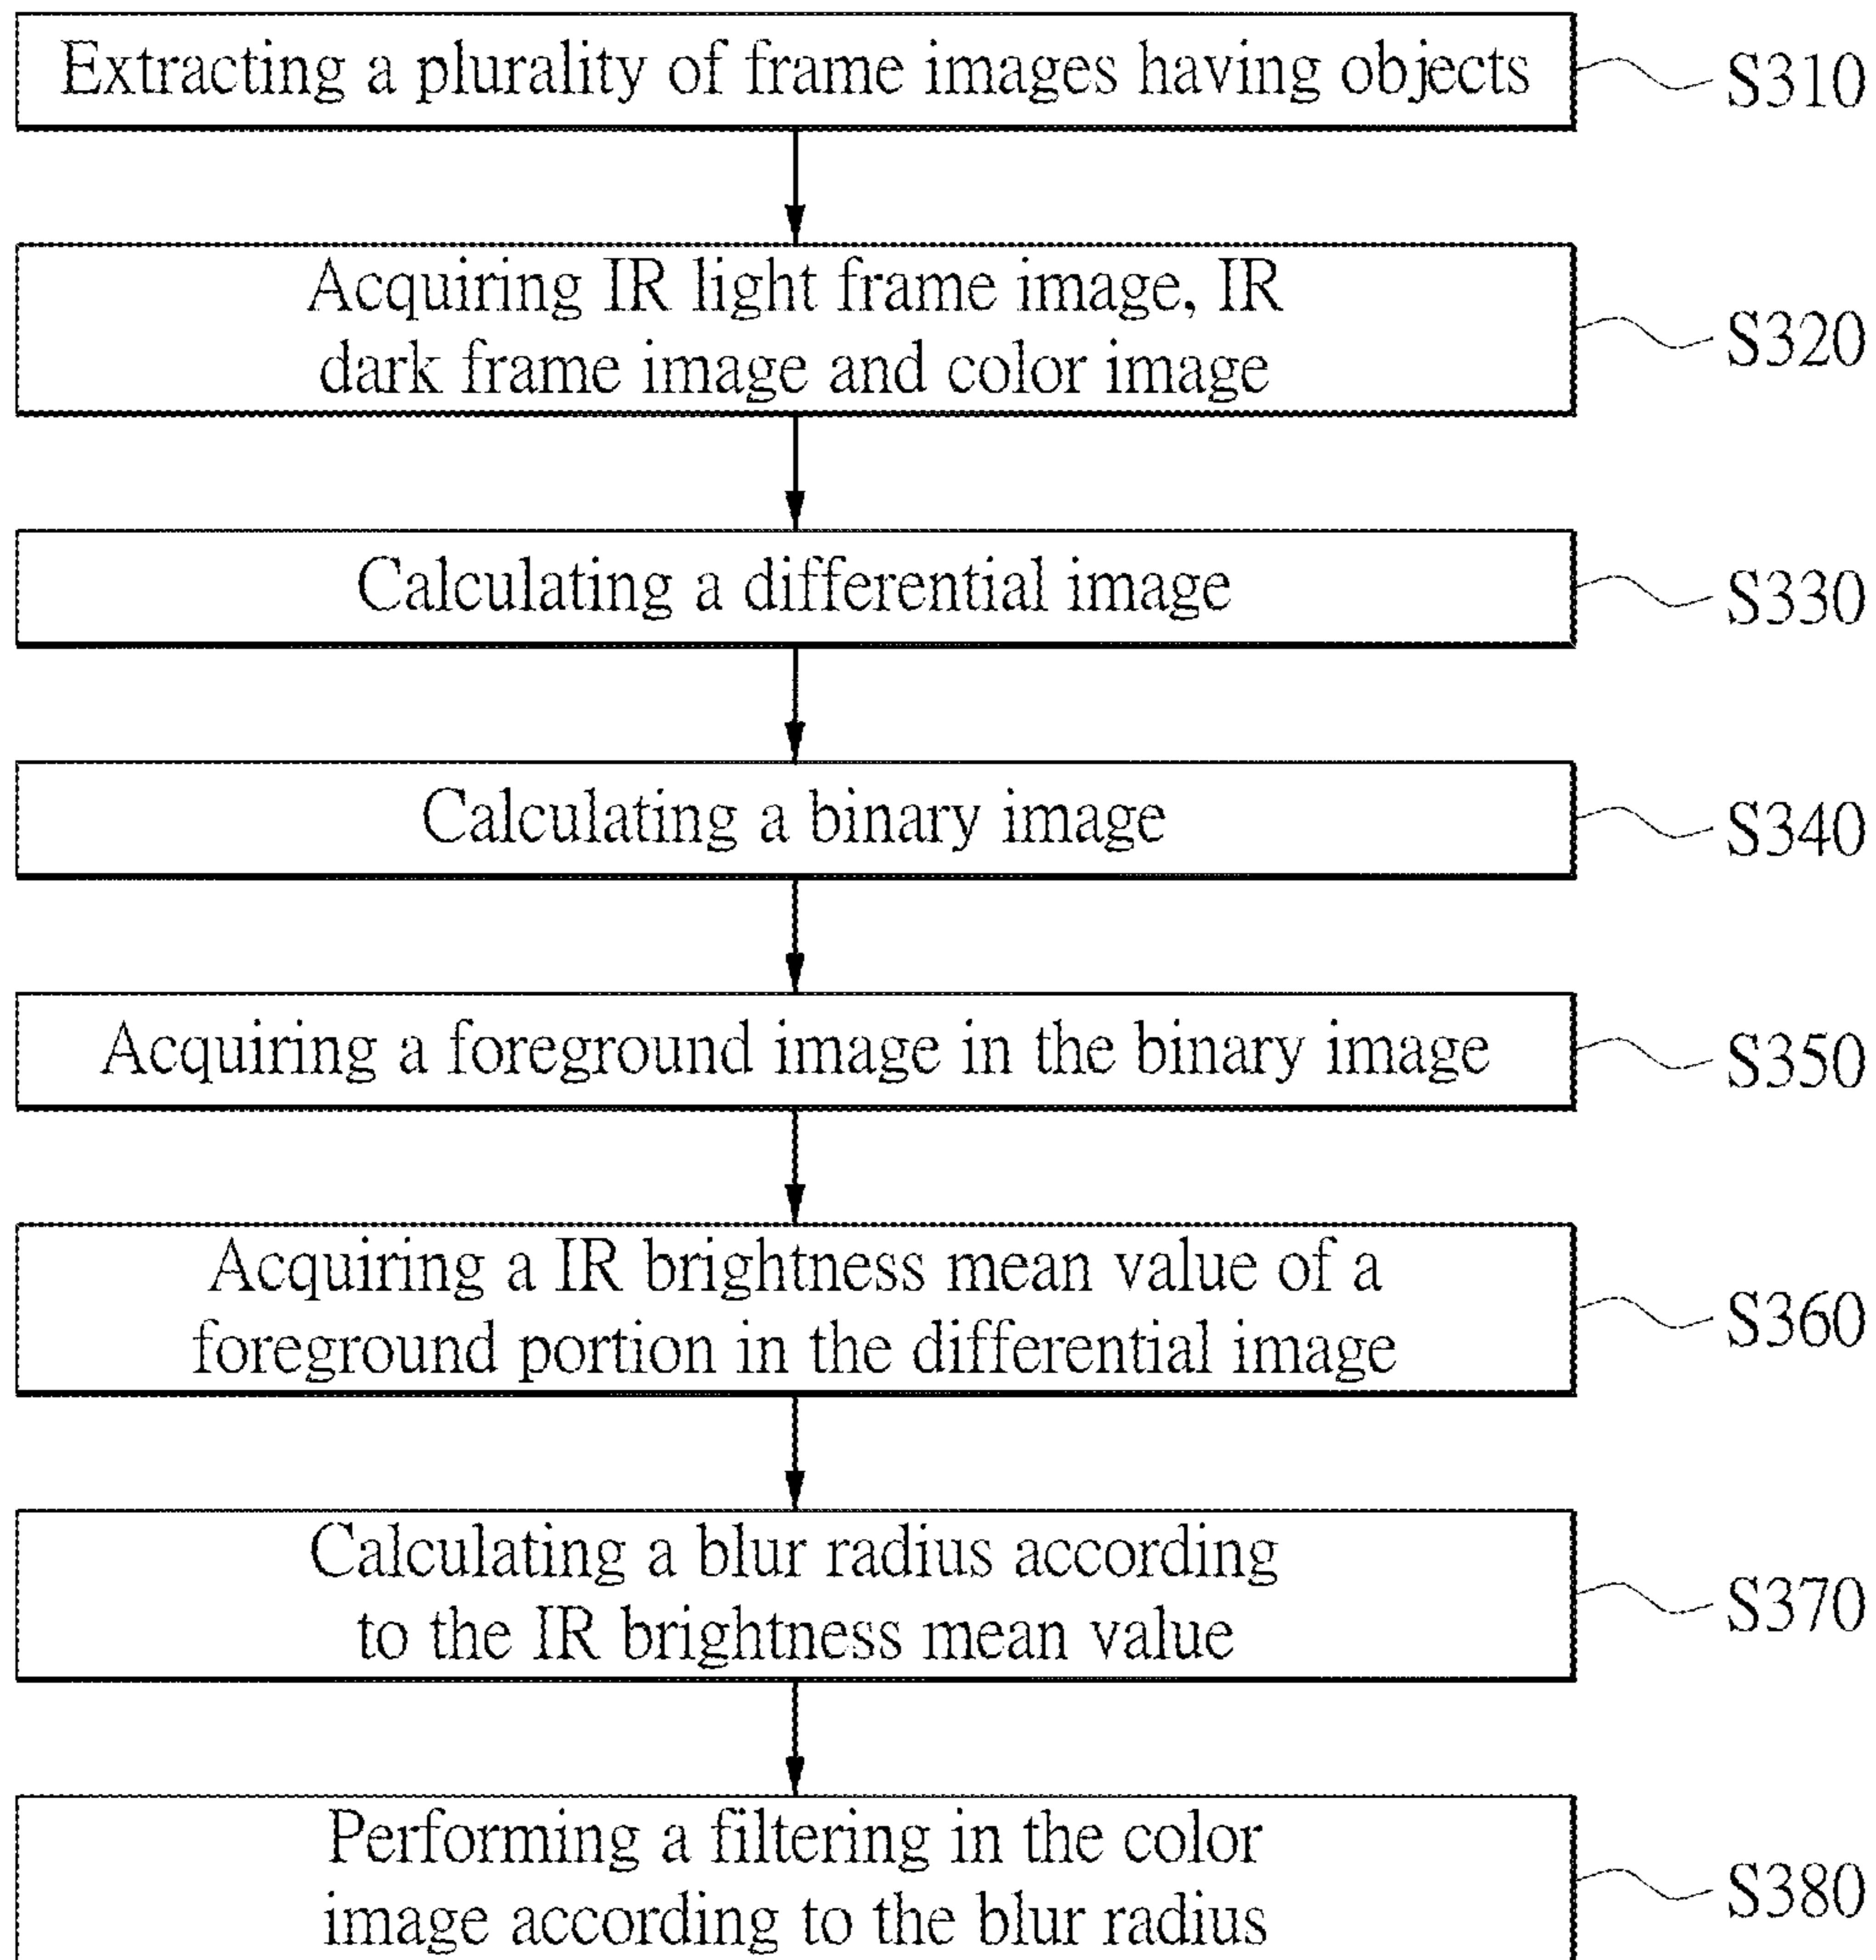 Extracting a plurality of frame images having objects
S310
Acquiring IR light frame image, IR
dark frame image and color image
S320
Calculating a differential image
S330
Calculating a binary image
S340
Acquiring a foreground image in the binary image
S350
Acquiring a IR brightness mean value of a
foreground portion in the differential image
S360
Calculating a blur radius according
to the IR brightness mean value
S370
Performing a filtering in the color
image according to the blur radius
S380